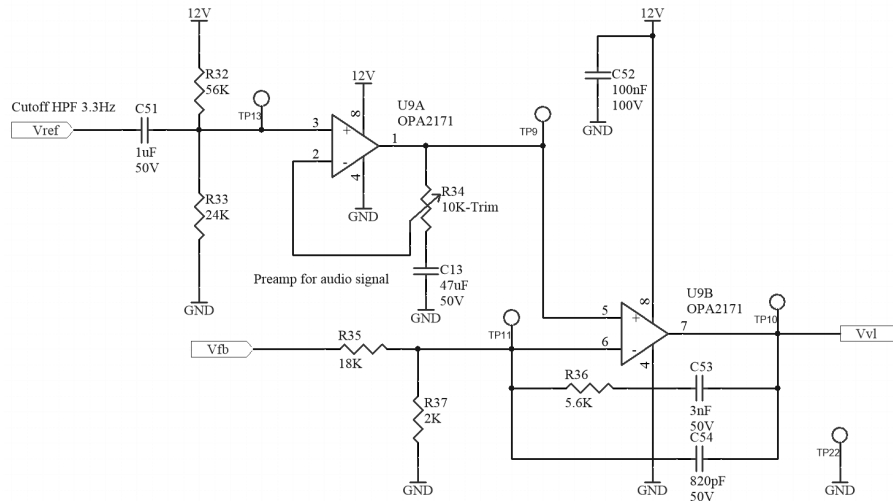 12V
R32
56K
Cutoff HPF 3.3Hz
C51
Vref
1uF
50V
TP13
R33
24K
GND
12V
U9A
OPA2171
3
+
8
1
2
-
4
GND
R34
10K-Trim
C13
47uF
50V
GND
Preamp for audio signal
TP9
12V
C52
100nF
100V
GND
U9B
OPA2171
8
5
+
7
6
-
4
TP10
Vvl
TP11
Vfb
R35
18K
R37
2K
GND
R36
5.6K
C53
3nF
50V
C54
820pF
50V
GND
TP22
GND